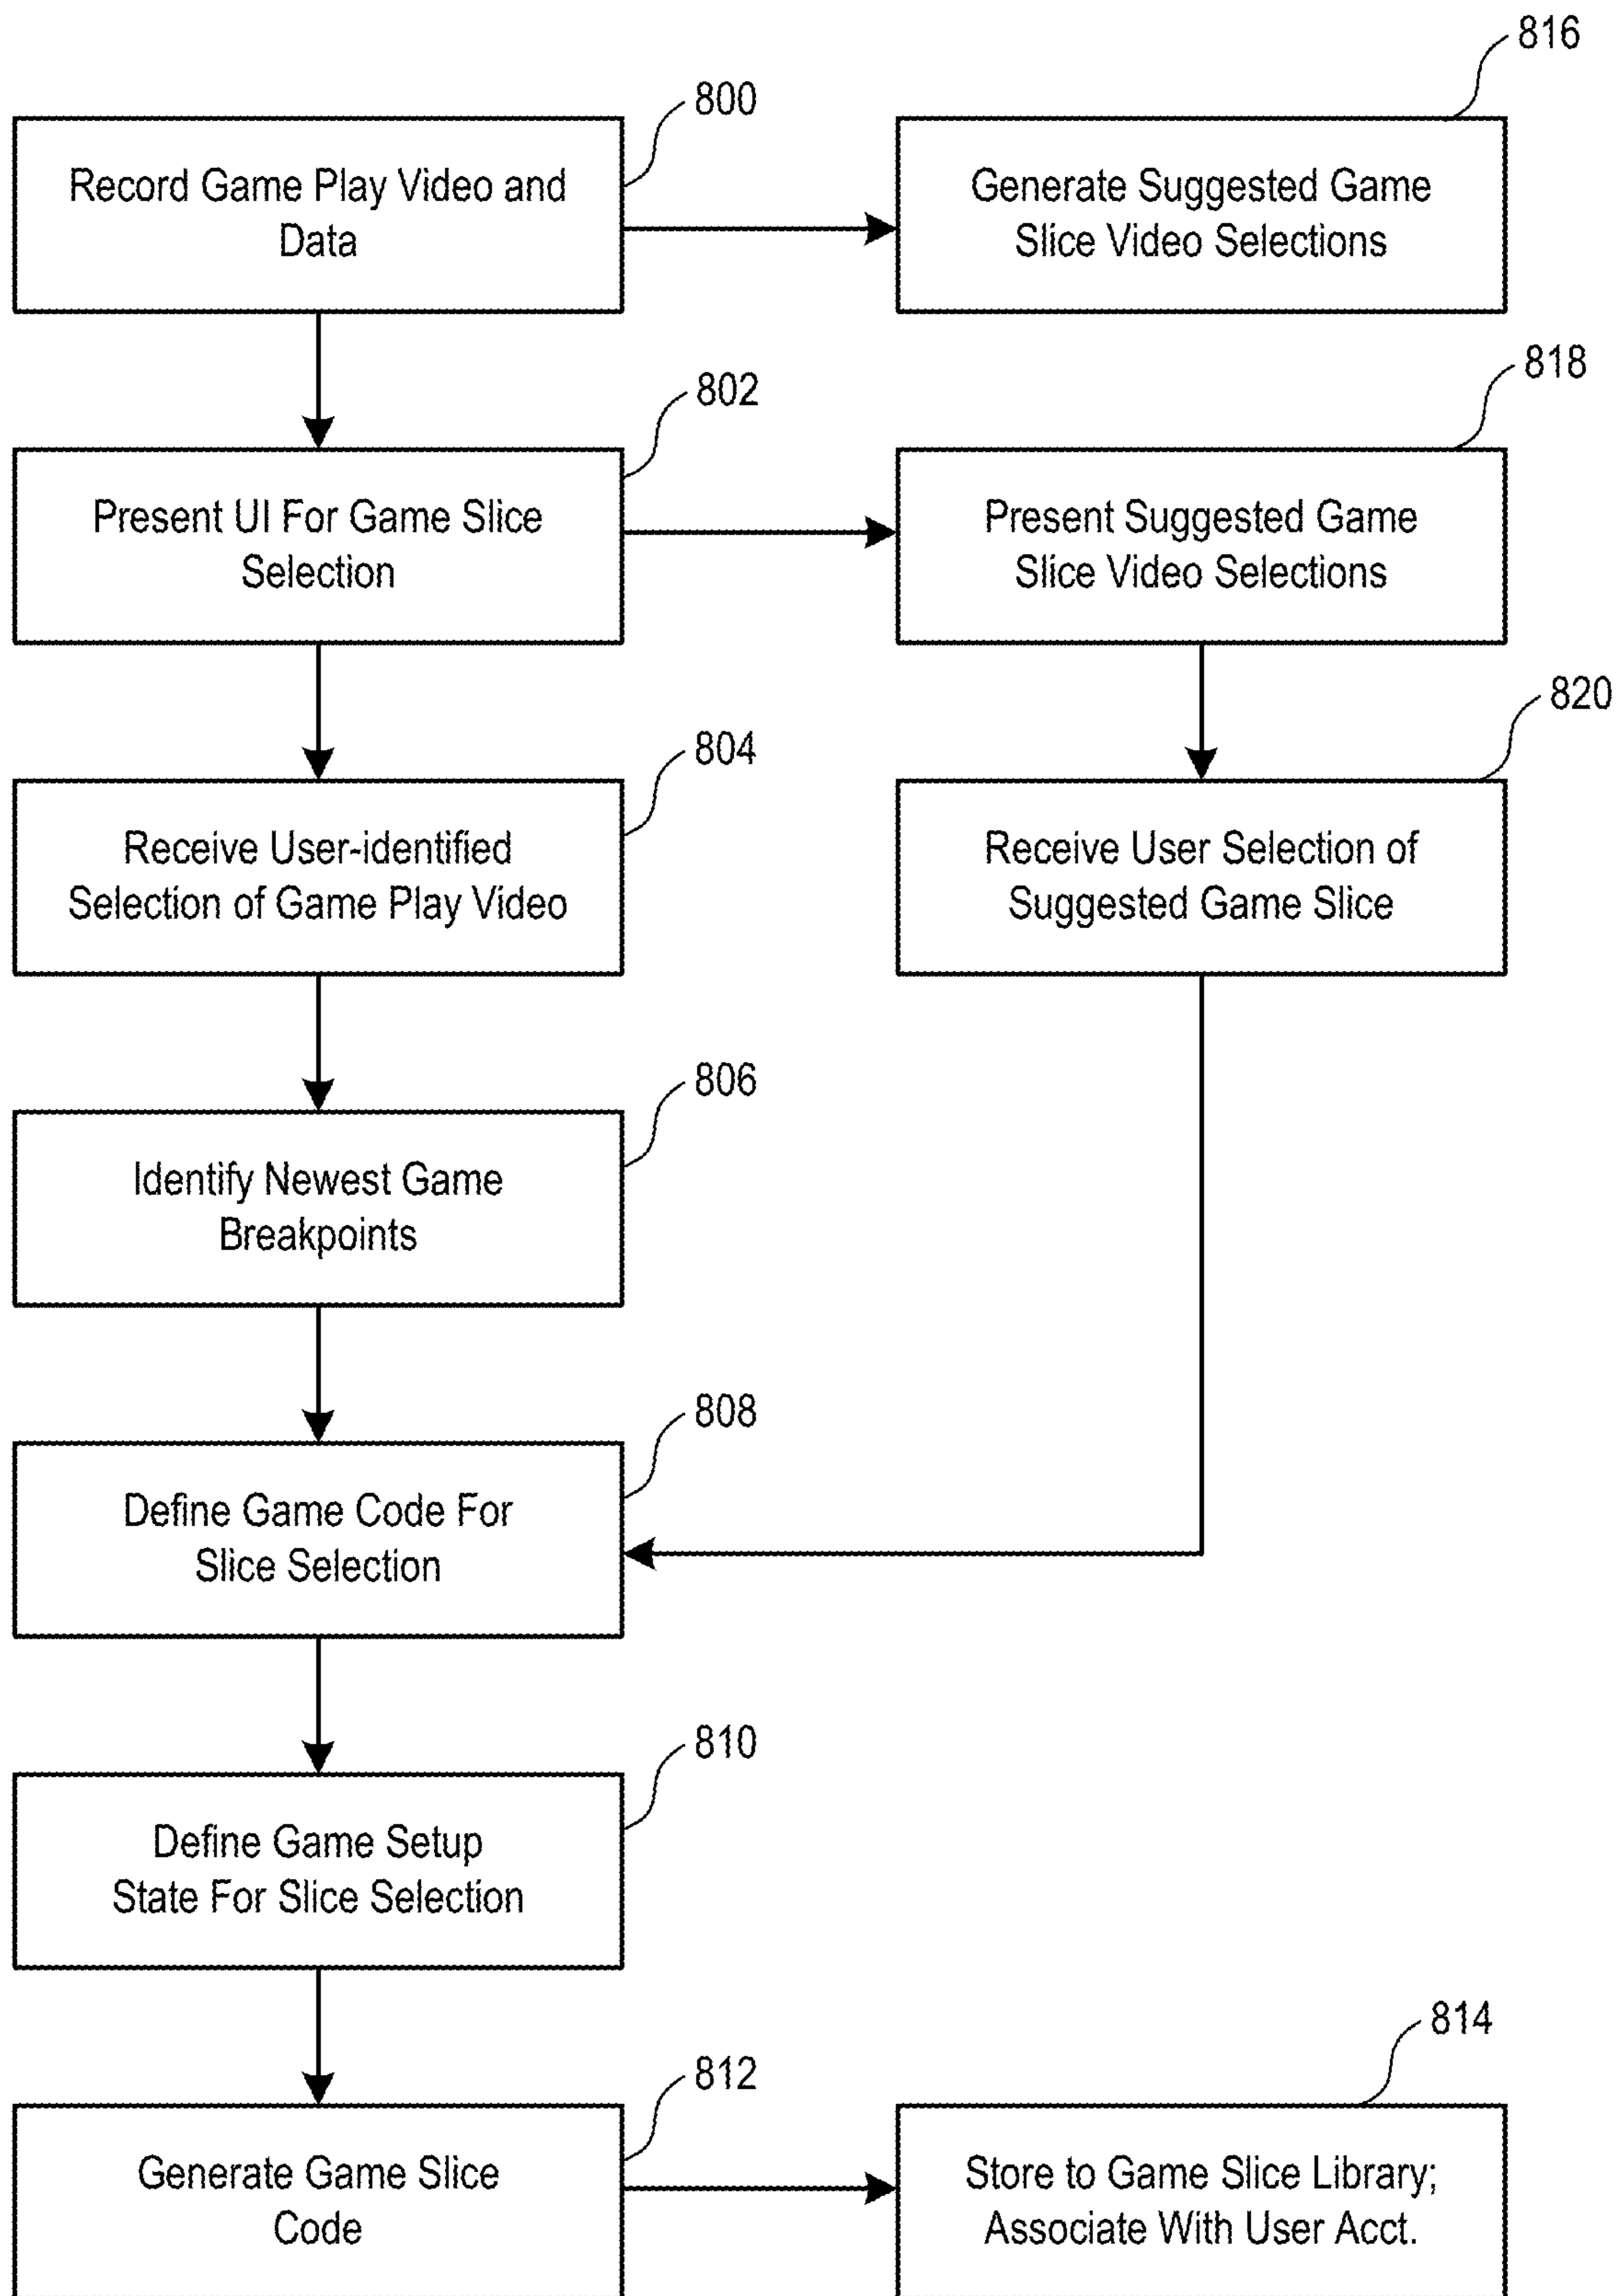 816
800
Record Game Play Video and
Data
Generate Suggested Game
Slice Video Selections
818
802
Present UI For Game Slice
Selection
Present Suggested Game
Slice Video Selections
820
804
Receive User-identified
Selection of Game Play Video
Receive User Selection of
Suggested Game Slice
806
Identify Newest Game
Breakpoints
808
Define Game Code For
Slice Selection
810
Define Game Setup
State For Slice Selection
814
812
Generate Game Slice
Code
Store to Game Slice Library;
Associate With User Acct.